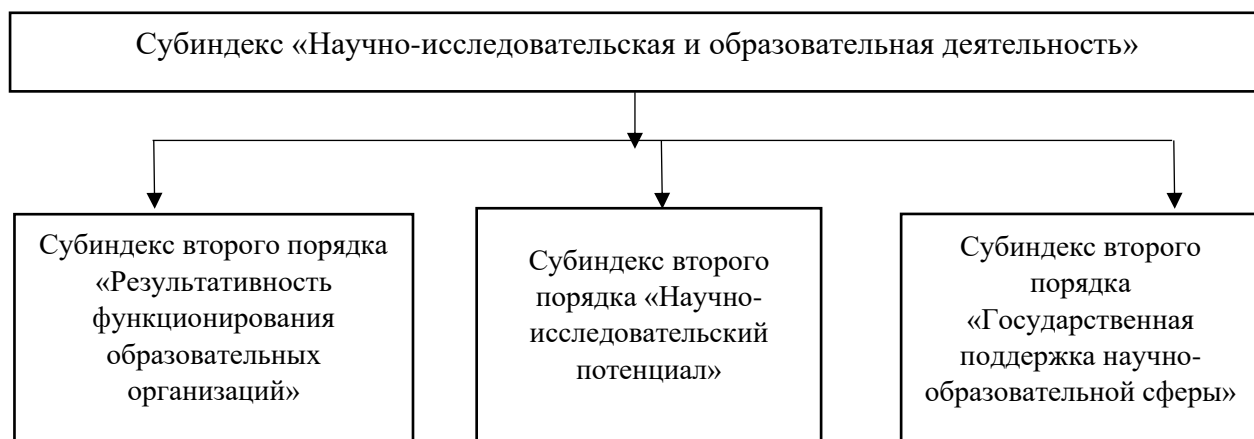 Субиндекс «Научно-исследовательская и образовательная деятельность»
Субиндекс второго порядка
«Результативность
функционирования
образовательных
организаций»
Субиндекс второго
порядка «Научно-
исследовательский
потенциал»
Субиндекс второго
порядка
«Государственная
поддержка научно-
образовательной сферы»